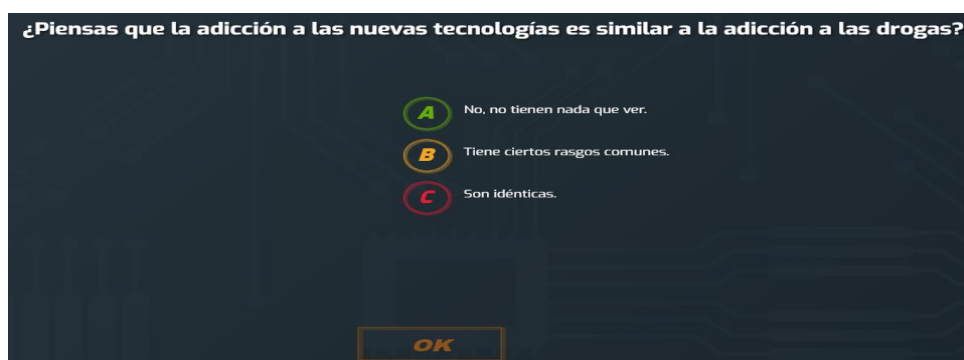 ¿Piensas que la adicción a las nuevas tecnologías es similar a la adicción a las drogas?
A No, no tienen nada que ver.
B Tiene ciertos rasgos comunes.
C Son idénticas.
OK